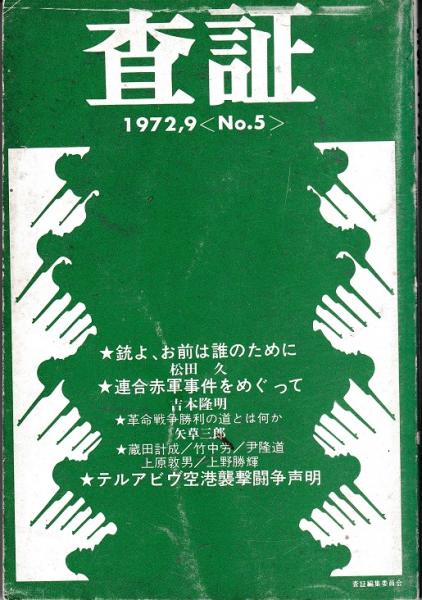 査証
1972,9<No.5>
★銃よ、お前は誰のために
松田 久
★連合赤軍事件をめぐって
吉本隆明
★革命戦争勝利の道とは何か
矢草三郎
★蔵田計成／竹中労／尹隆道
上原敦男／上野勝輝
★テルアビヴ空港襲撃闘争声明
査証編集委員会